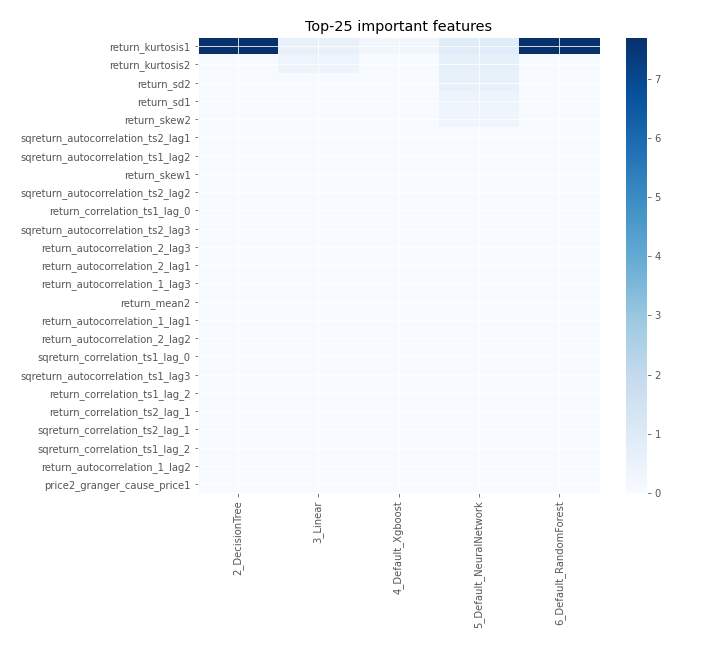 Top-25 important features
return_kurtosis1
return_kurtosis2
return_sd2
return_sd1
return_skew2
sqreturn_autocorrelation_ts2_lag1
sqreturn_autocorrelation_ts1_lag2
return_skew1
sqreturn_autocorrelation_ts2_lag2
return_correlation_ts1_lag_0
sqreturn_autocorrelation_ts2_lag3
return_autocorrelation_2_lag3
return_autocorrelation_2_lag1
return_autocorrelation_1_lag3
return_mean2
return_autocorrelation_1_lag1
return_autocorrelation_2_lag2
sqreturn_correlation_ts1_lag_0
sqreturn_autocorrelation_ts1_lag3
return_correlation_ts1_lag_2
return_correlation_ts2_lag_1
sqreturn_correlation_ts2_lag_1
sqreturn_correlation_ts1_lag_2
return_autocorrelation_1_lag2
price2_granger_cause_price1
2_DecisionTree
3_Linear
4_Default_Xgboost
5_Default_NeuralNetwork
6_Default_RandomForest
7
6
5
4
3
2
1
0